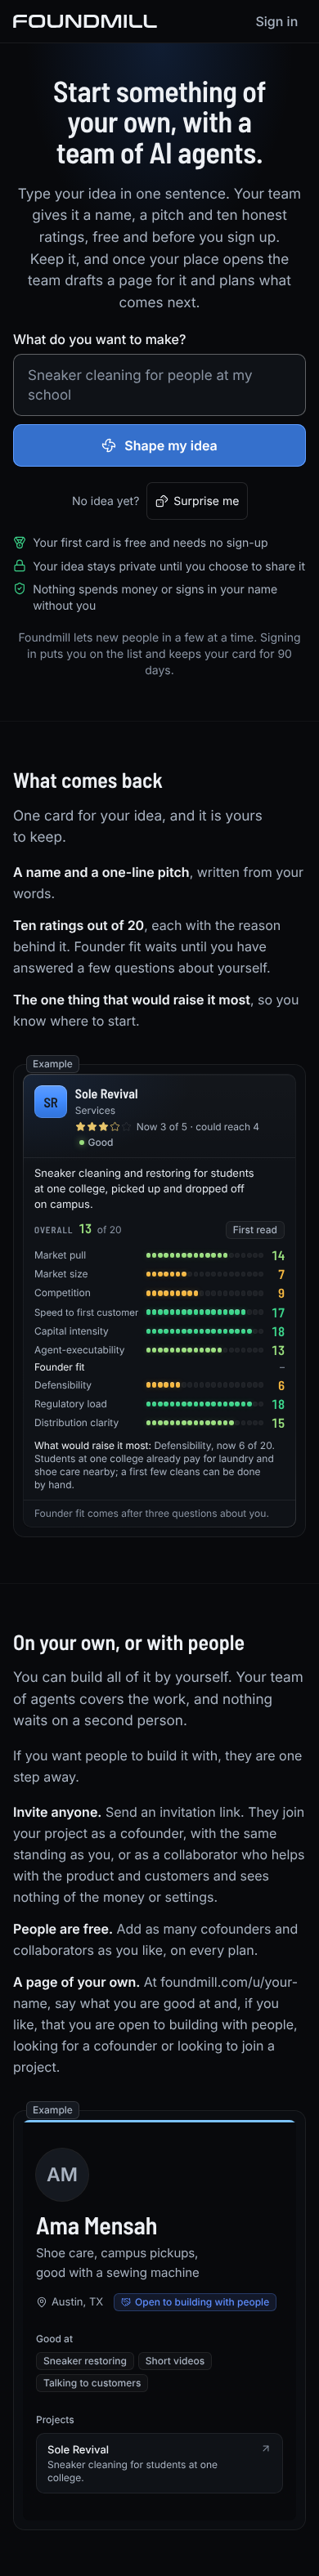 FOUNDMILL
Sign in
Start something of
your own, with a
team of AI agents.
Type your idea in one sentence. Your team
gives it a name, a pitch and ten honest
ratings, free and before you sign up.
Keep it, and once your place opens the
team drafts a page for it and plans what
comes next.
What do you want to make?
Sneaker cleaning for people at my
school
Shape my idea
No idea yet?
Surprise me
Your first card is free and needs no sign-up
Your idea stays private until you choose to share it
Nothing spends money or signs in your name
without you
Foundmill lets new people in a few at a time. Signing
in puts you on the list and keeps your card for 90
days.
What comes back
One card for your idea, and it is yours
to keep.
A name and a one-line pitch, written from your
words.
Ten ratings out of 20, each with the reason
behind it. Founder fit waits until you have
answered a few questions about yourself.
The one thing that would raise it most, so you
know where to start.
Example
SR
Sole Revival
Services
Now 3 of 5 · could reach 4
Good
Sneaker cleaning and restoring for students
at one college, picked up and dropped off
on campus.
OVERALL 13 of 20
First read
Market pull 14
Market size 7
Competition 9
Speed to first customer 17
Capital intensity 18
Agent-executability 13
Founder fit –
Defensibility 6
Regulatory load 18
Distribution clarity 15
What would raise it most: Defensibility, now 6 of 20.
Students at one college already pay for laundry and
shoe care nearby; a first few cleans can be done
by hand.
Founder fit comes after three questions about you.
On your own, or with people
You can build all of it by yourself. Your team
of agents covers the work, and nothing
waits on a second person.
If you want people to build it with, they are one
step away.
Invite anyone. Send an invitation link. They join
your project as a cofounder, with the same
standing as you, or as a collaborator who helps
with the product and customers and sees
nothing of the money or settings.
People are free. Add as many cofounders and
collaborators as you like, on every plan.
A page of your own. At foundmill.com/u/your-
name, say what you are good at and, if you
like, that you are open to building with people,
looking for a cofounder or looking to join a
project.
Example
AM
Ama Mensah
Shoe care, campus pickups,
good with a sewing machine
Austin, TX
Open to building with people
Good at
Sneaker restoring
Short videos
Talking to customers
Projects
Sole Revival
Sneaker cleaning for students at one
college.